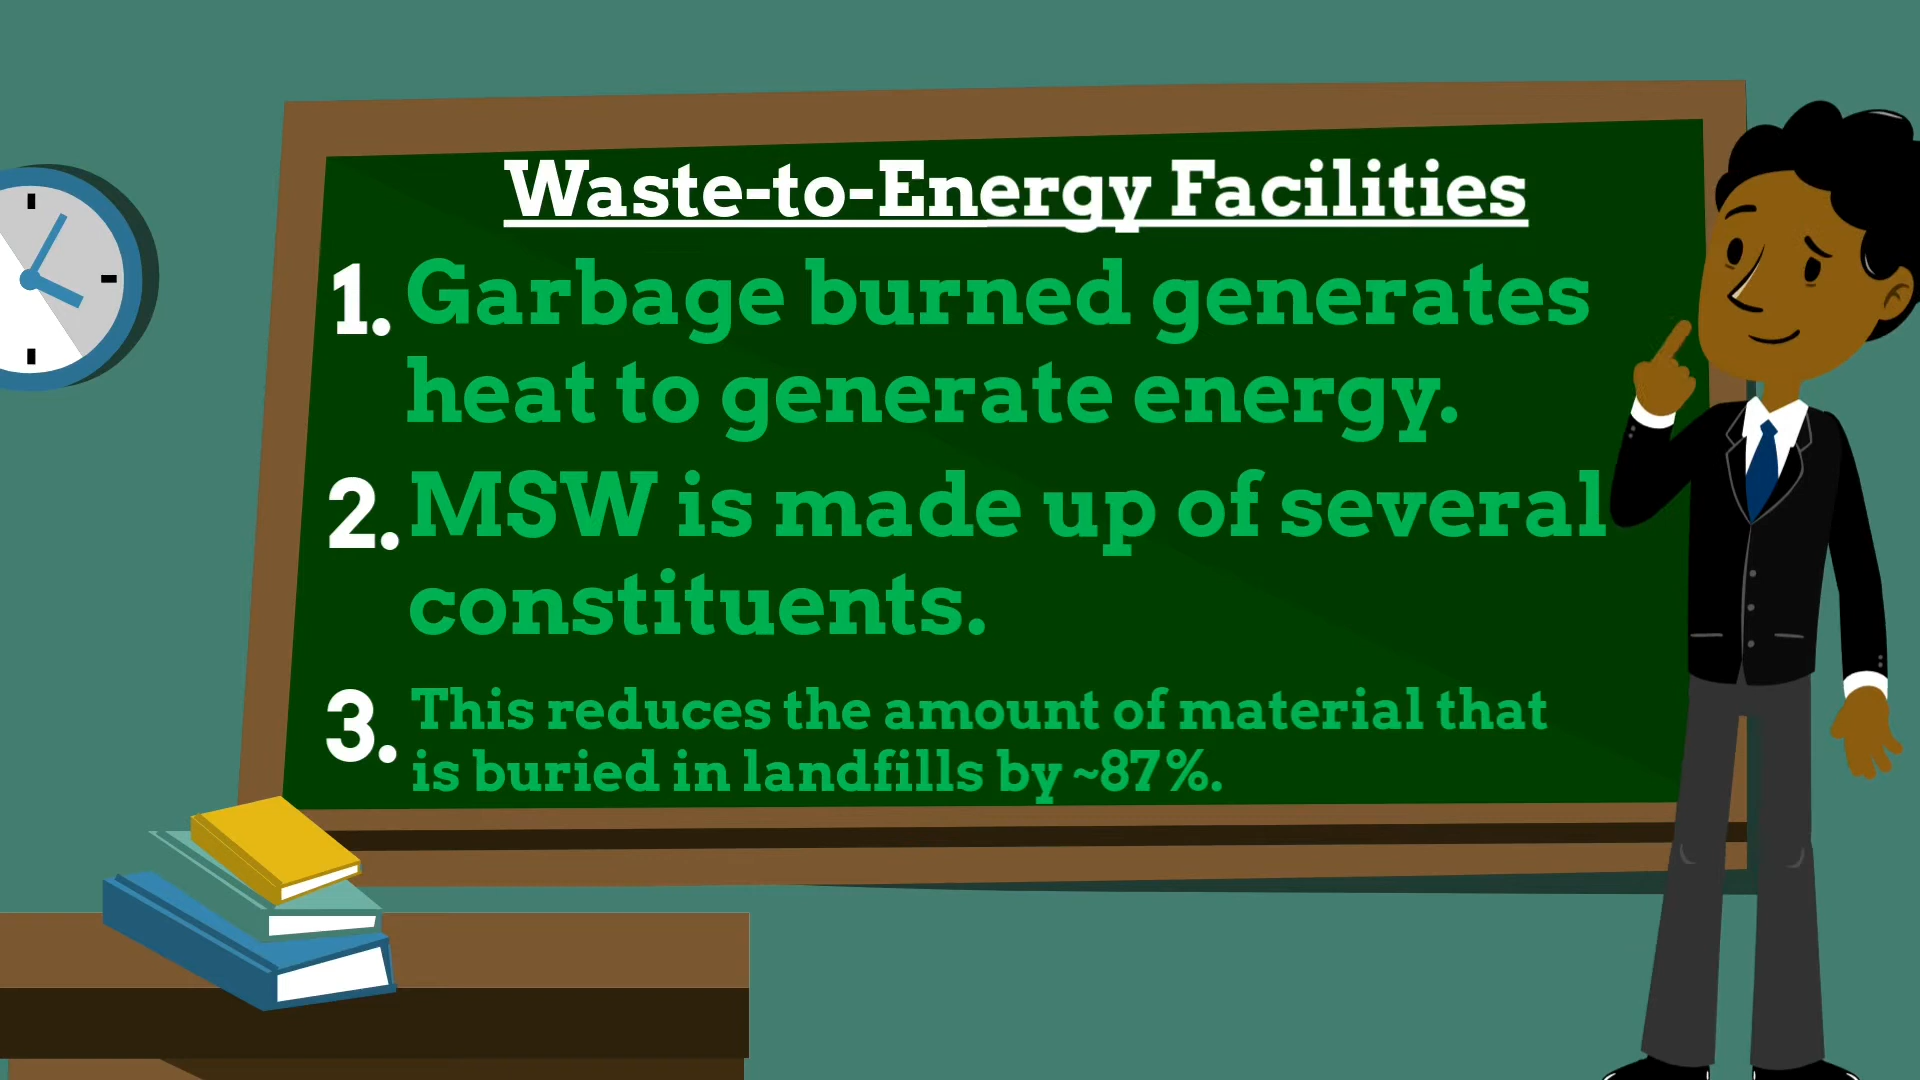 Waste-to-Energy Facilities
1. Garbage burned generates
heat to generate energy.
2. MSW is made up of several
constituents.
3. This reduces the amount of material that
is buried in landfills by ~87%.